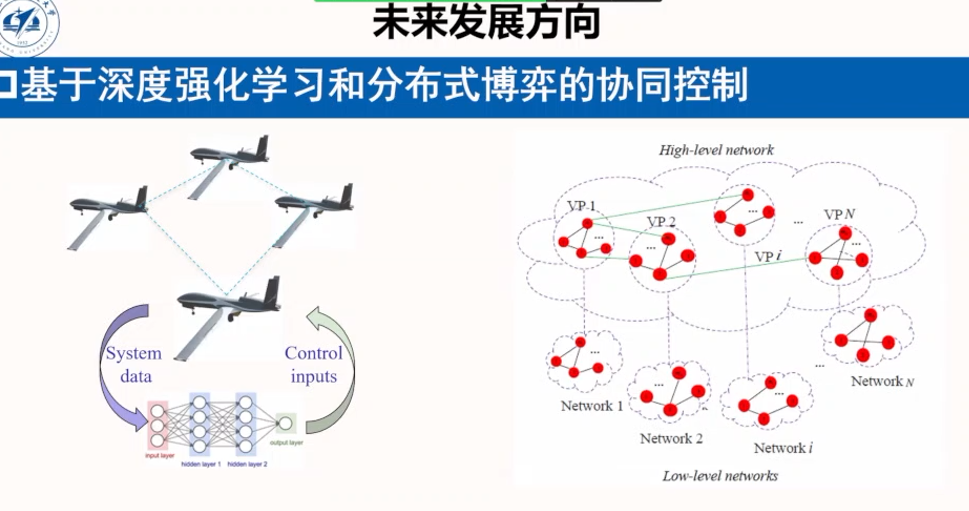 未来发展方向
基于深度强化学习和分布式博弈的协同控制
System
data
Control
inputs
input layer
hidden layer 1
hidden layer 2
output layer
High-level network
VP 1
VP 2
VP i
VP N
...
Network 1
Network 2
Network i
Network N
...
Low-level networks